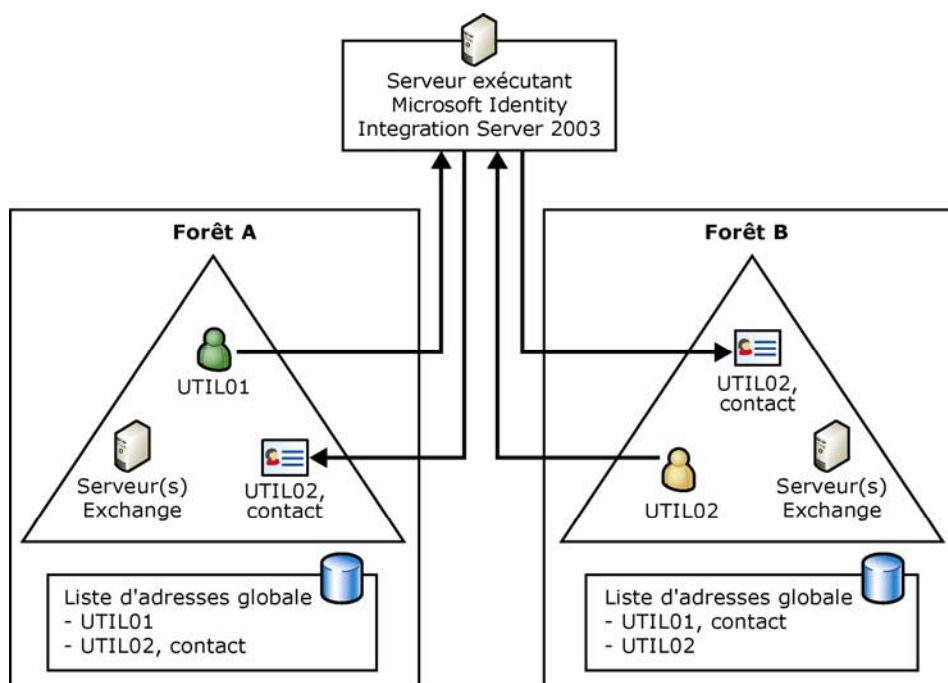 Serveur exécutant
Microsoft Identity
Integration Server 2003
Forêt A
UTIL01
Serveur(s)
Exchange
UTIL02,
contact
Liste d'adresses globale
- UTIL01
- UTIL02, contact
Forêt B
UTIL02,
contact
UTIL02
Serveur(s)
Exchange
Liste d'adresses globale
- UTIL01, contact
- UTIL02